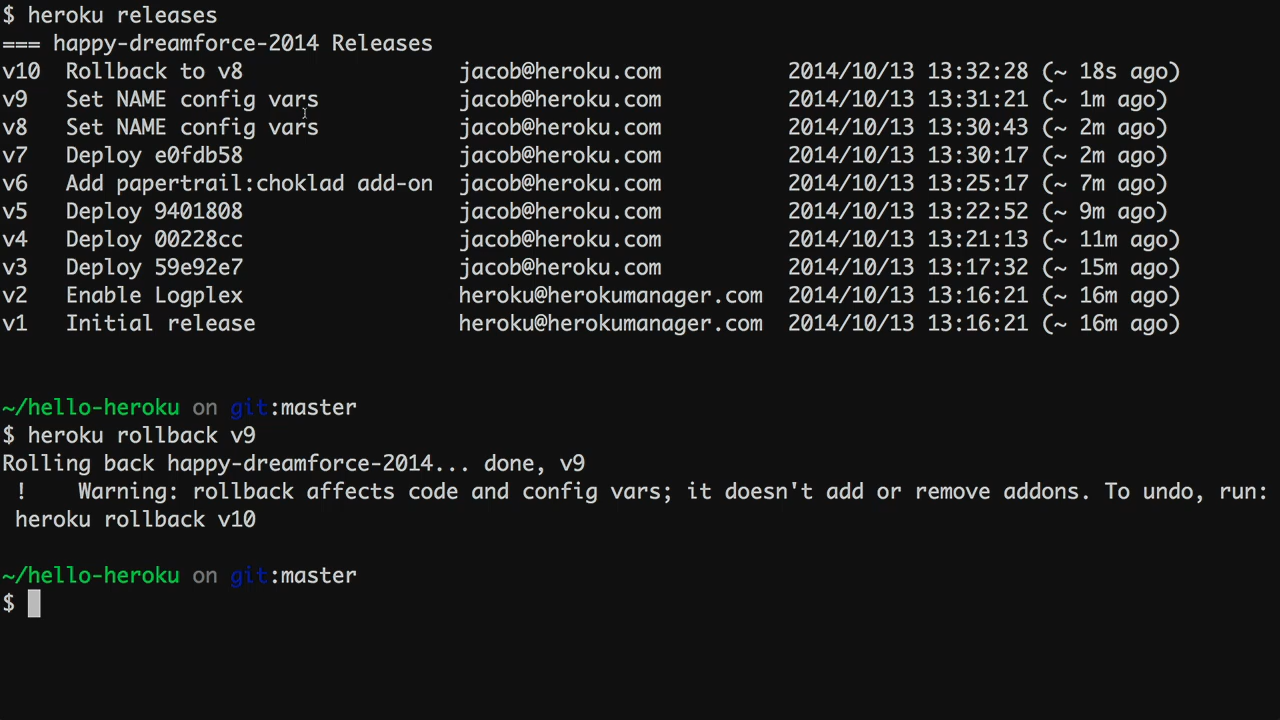 $ heroku releases
=== happy-dreamforce-2014 Releases
v10  Rollback to v8                 jacob@heroku.com          2014/10/13 13:32:28 (~ 18s ago)
v9   Set NAME config vars           jacob@heroku.com          2014/10/13 13:31:21 (~ 1m ago)
v8   Set NAME config vars           jacob@heroku.com          2014/10/13 13:30:43 (~ 2m ago)
v7   Deploy e0fdb58                 jacob@heroku.com          2014/10/13 13:30:17 (~ 2m ago)
v6   Add papertrail:choklad add-on  jacob@heroku.com          2014/10/13 13:25:17 (~ 7m ago)
v5   Deploy 9401808                 jacob@heroku.com          2014/10/13 13:22:52 (~ 9m ago)
v4   Deploy 00228cc                 jacob@heroku.com          2014/10/13 13:21:13 (~ 11m ago)
v3   Deploy 59e92e7                 jacob@heroku.com          2014/10/13 13:17:32 (~ 15m ago)
v2   Enable Logplex                 heroku@herokumanager.com  2014/10/13 13:16:21 (~ 16m ago)
v1   Initial release                heroku@herokumanager.com  2014/10/13 13:16:21 (~ 16m ago)
~/hello-heroku on git:master
$ heroku rollback v9
Rolling back happy-dreamforce-2014... done, v9
 !    Warning: rollback affects code and config vars; it doesn't add or remove addons. To undo, run:
 heroku rollback v10
~/hello-heroku on git:master
$